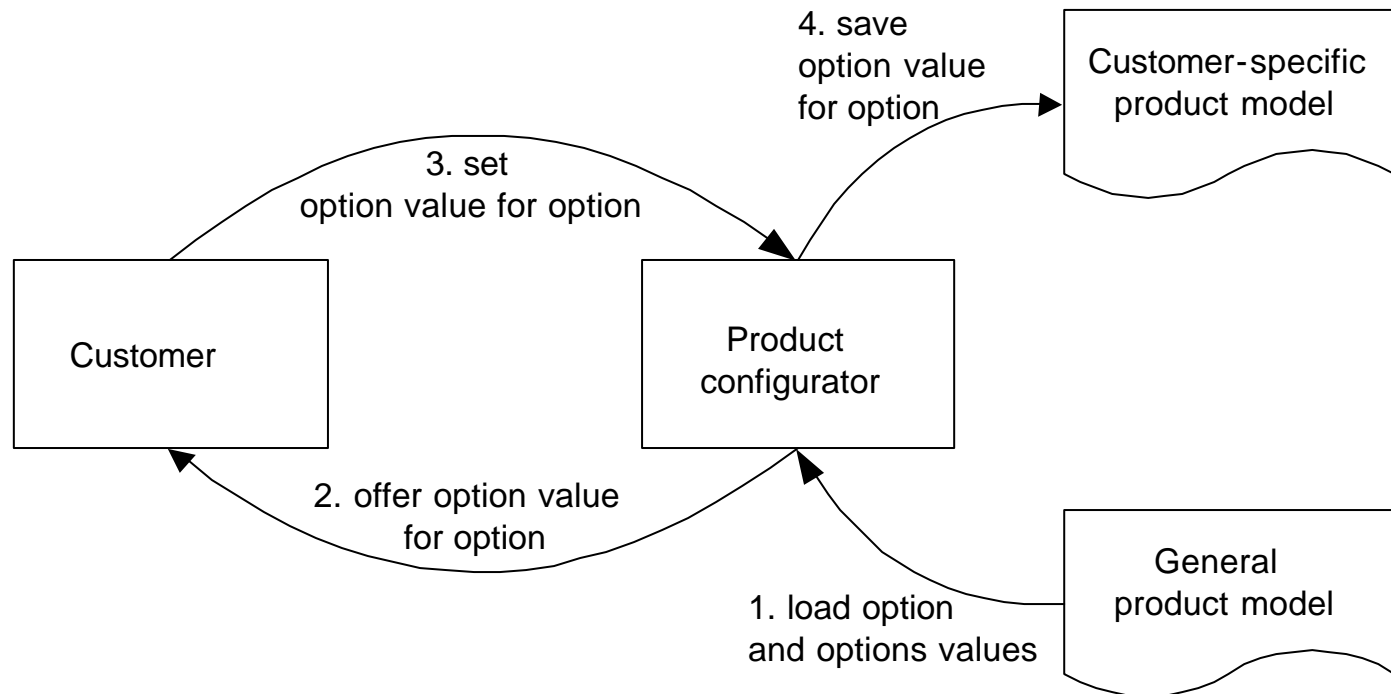 4. save
option value
for option
Customer-specific
product model
3. set
option value for option
Customer
Product
configurator
2. offer option value
for option
General
product model
1. load option
and options values